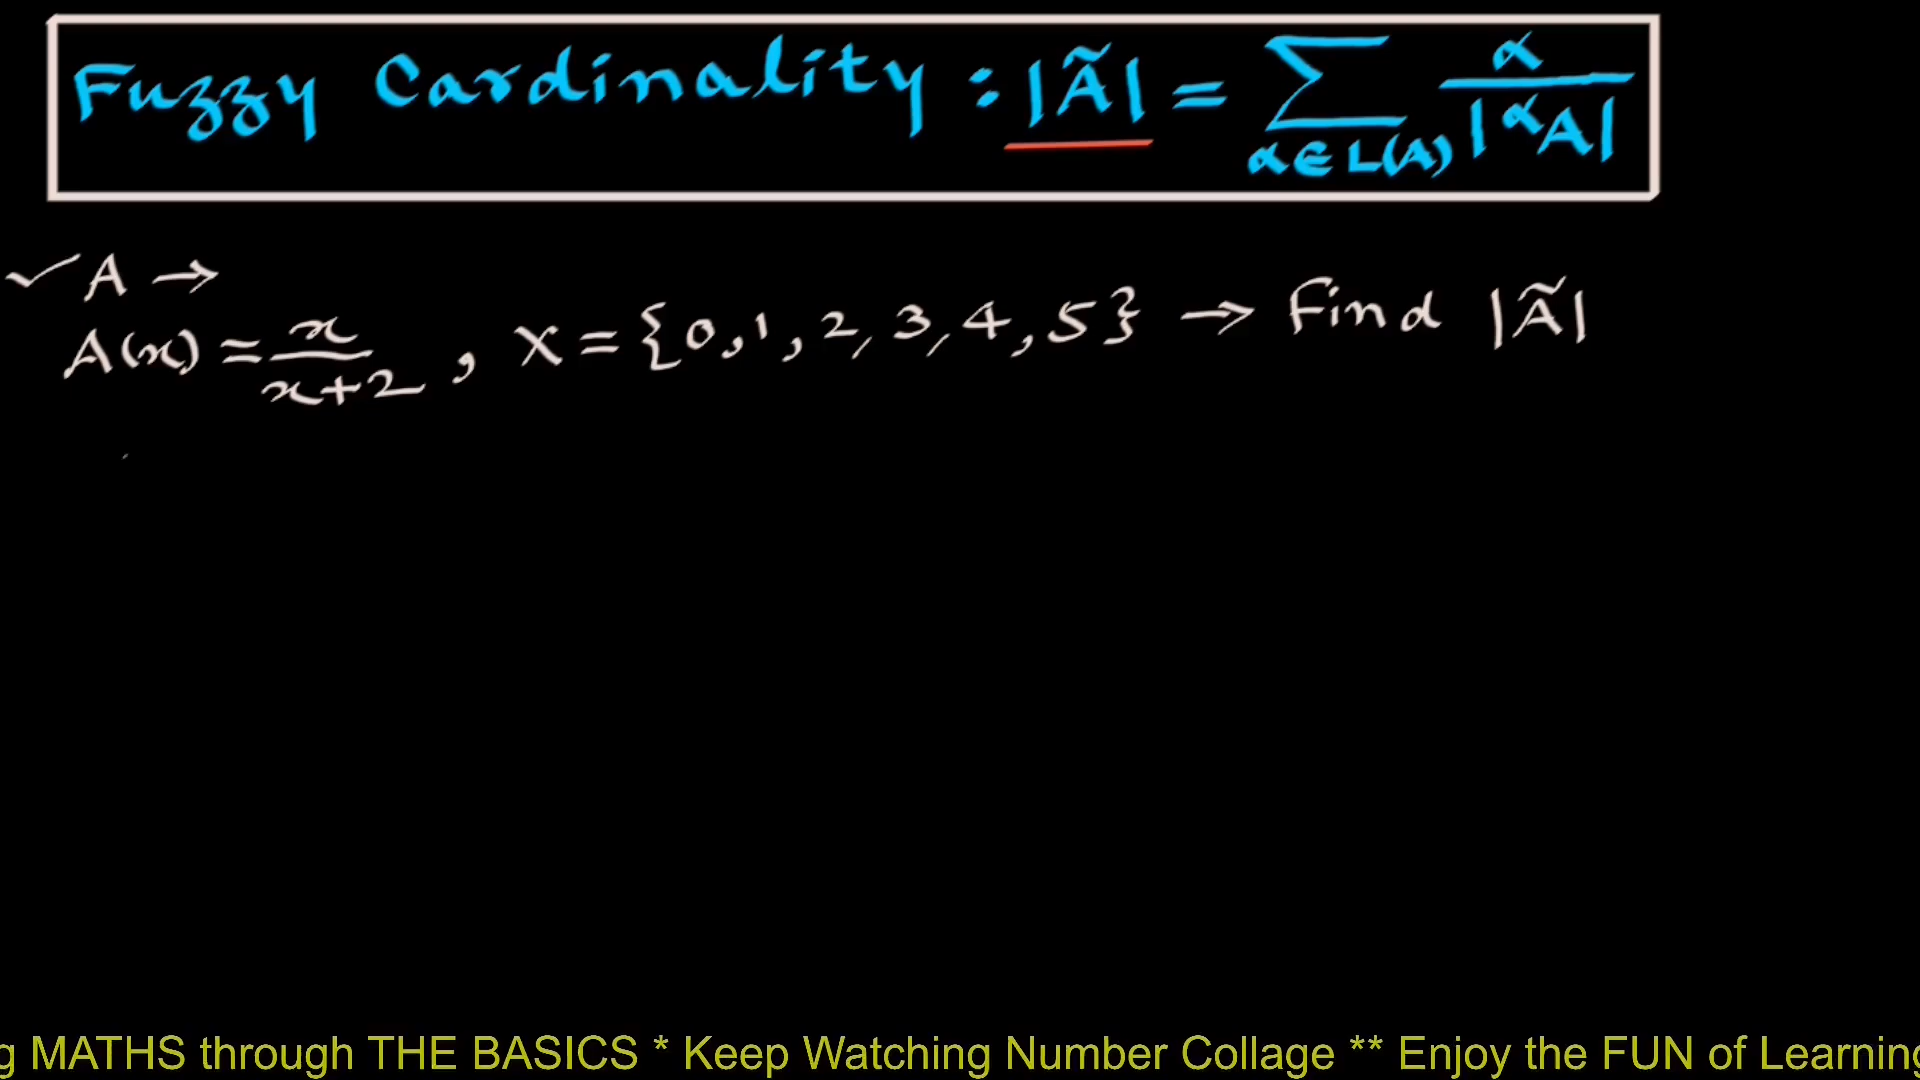 Fuzzy Cardinality : |Ã| = ∑ α∈L(A) α / |αA|
✓ A →
A(x) = x/x+2 , X = {0, 1, 2, 3, 4, 5} → Find |Ã|
g MATHS through THE BASICS * Keep Watching Number Collage ** Enjoy the FUN of Learning